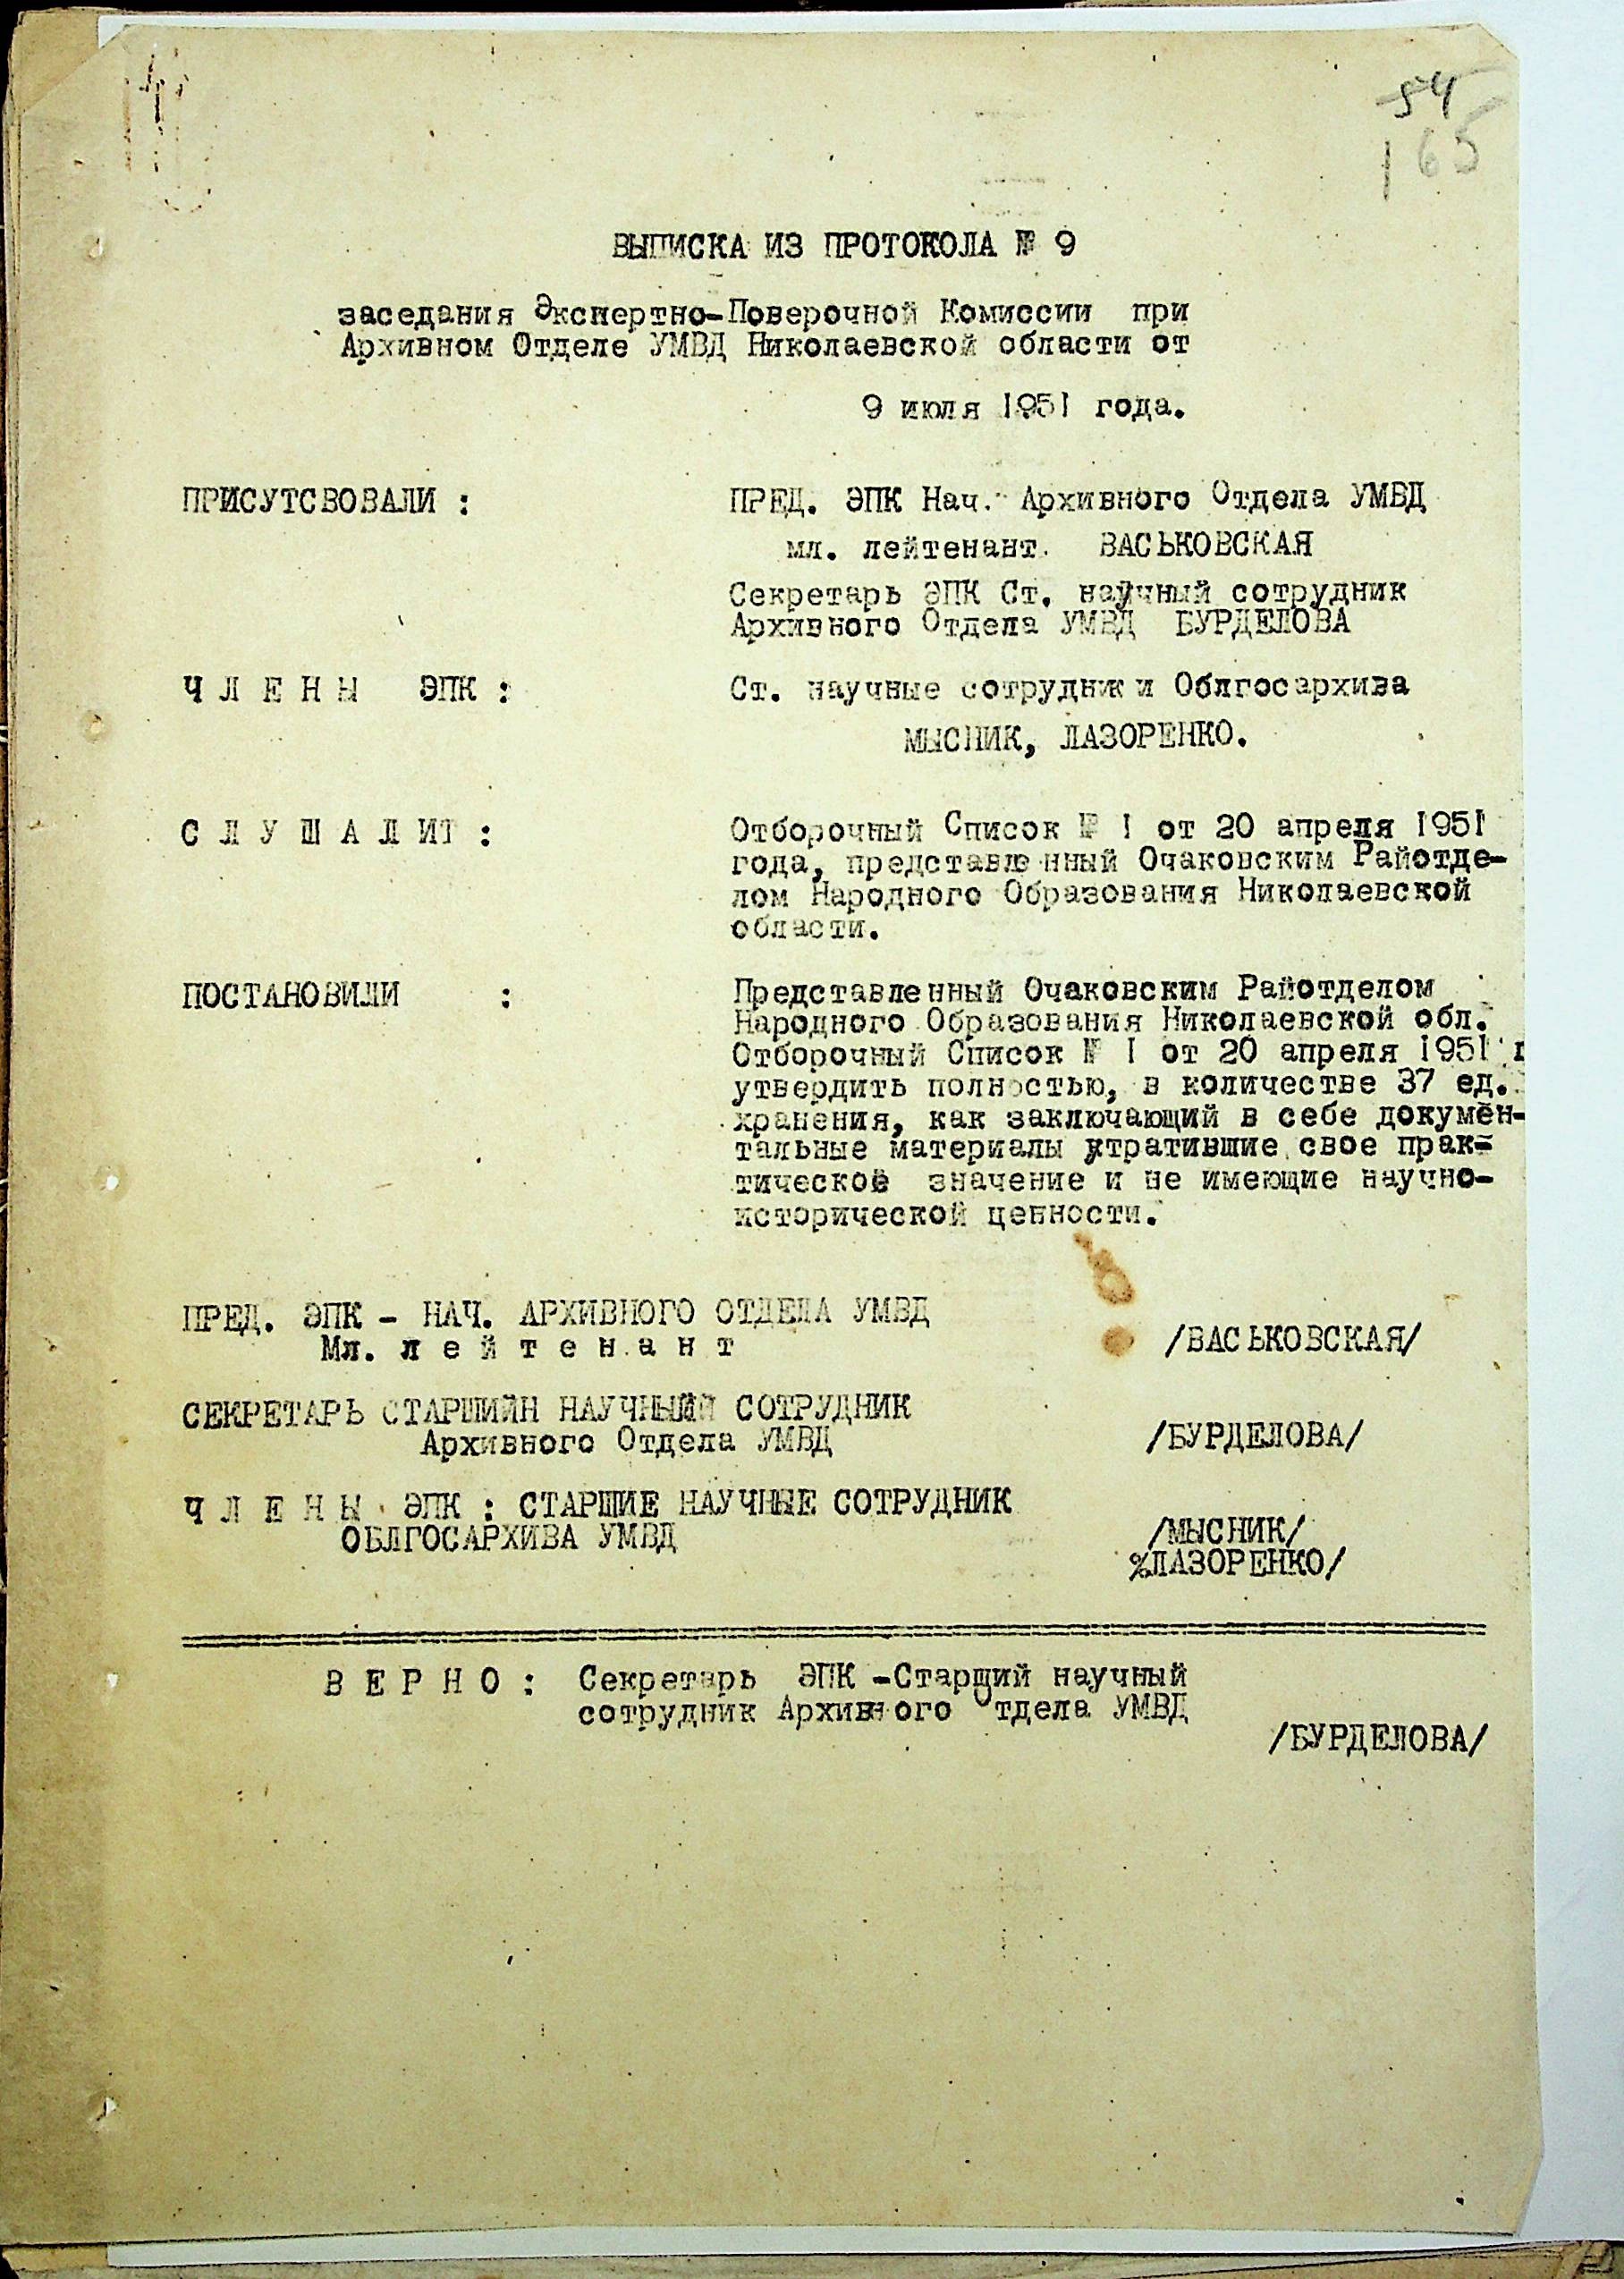 54
165
ВЫПИСКА ИЗ ПРОТОКОЛА № 9
заседания Экспертно-Поверочной Комиссии при
Архивном Отделе УМВД Николаевской области от
9 июля 1951 года.
ПРИСУТСВОВАЛИ : ПРЕД. ЭПК Нач. Архивного Отдела УМВД
мл. лейтенант. ВАСЬКОВСКАЯ
Секретарь ЭПК Ст. научный сотрудник
Архивного Отдела УМВД БУРДЕЛОВА
Ч Л Е Н Ы ЭПК : Ст. научные сотрудники Облгосархива
МЫСНИК, ЛАЗОРЕНКО.
С Л У Ш А Л И : Отборочный Список № 1 от 20 апреля 1951
года, представленный Очаковским Райотде-
лом Народного Образования Николаевской
области.
ПОСТАНОВИЛИ : Представленный Очаковским Райотделом
Народного Образования Николаевской обл.
Отборочный Список № 1 от 20 апреля 1951 г
утвердить полностью, в количестве 37 ед.
хранения, как заключающий в себе докумен-
тальные материалы утратившие свое прак-
тическое значение и не имеющие научно-
исторической ценности.
ПРЕД. ЭПК - НАЧ. АРХИВНОГО ОТДЕЛА УМВД
Мл. л е й т е н а н т /ВАСЬКОВСКАЯ/
СЕКРЕТАРЬ СТАРШИЙН НАУЧНЫЙ СОТРУДНИК
Архивного Отдела УМВД /БУРДЕЛОВА/
Ч Л Е Н Ы ЭПК : СТАРШИЕ НАУЧНЫЕ СОТРУДНИК
ОБЛГОСАРХИВА УМВД /МЫСНИК/
%ЛАЗОРЕНКО/
В Е Р Н О : Секретарь ЭПК -Старший научный
сотрудник Архивного Отдела УМВД
/БУРДЕЛОВА/